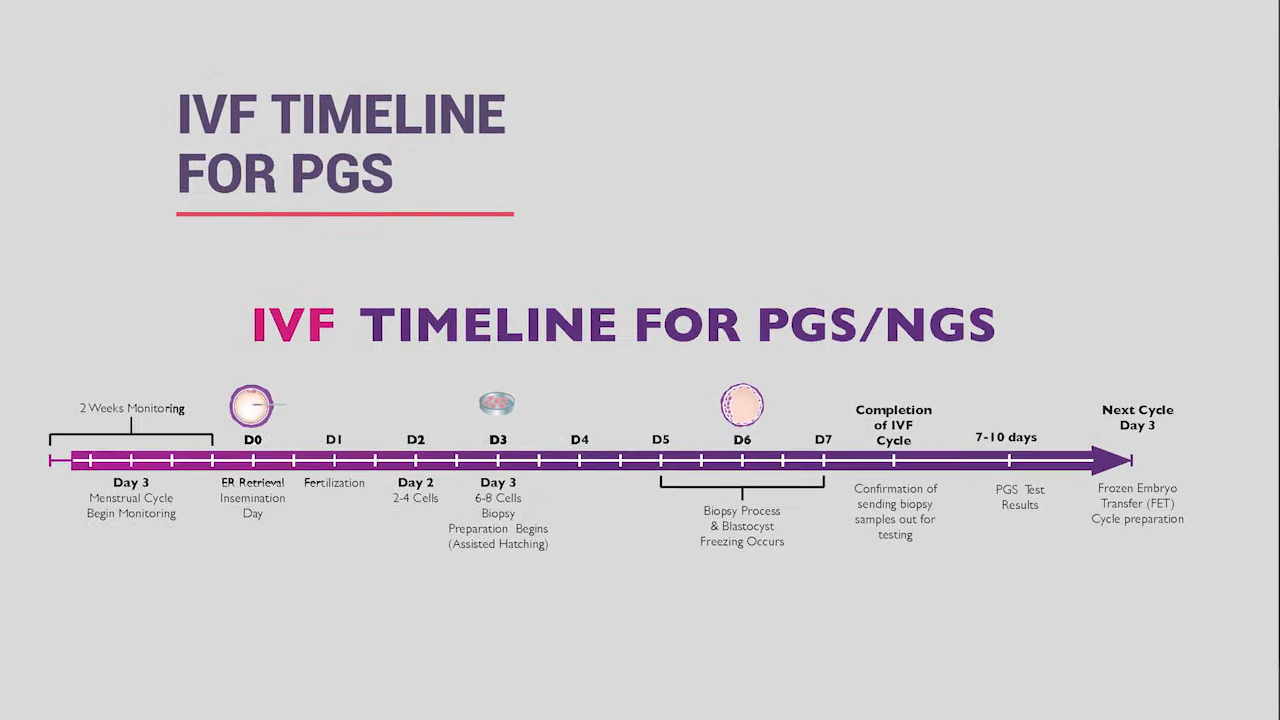 IVF TIMELINE
FOR PGS
IVF TIMELINE FOR PGS/NGS
2 Weeks Monitoring
D0
D1
D2
D3
D4
D5
D6
D7
Completion
of IVF
Cycle
7-10 days
Next Cycle
Day 3
Day 3
Menstrual Cycle
Begin Monitoring
ER Retrieval
Insemination
Day
Fertilization
Day 2
2-4 Cells
Day 3
6-8 Cells
Biopsy
Preparation Begins
(Assisted Hatching)
Biopsy Process
& Blastocyst
Freezing Occurs
Confirmation of
sending biopsy
samples out for
testing
PGS Test
Results
Frozen Embryo
Transfer (FET)
Cycle preparation